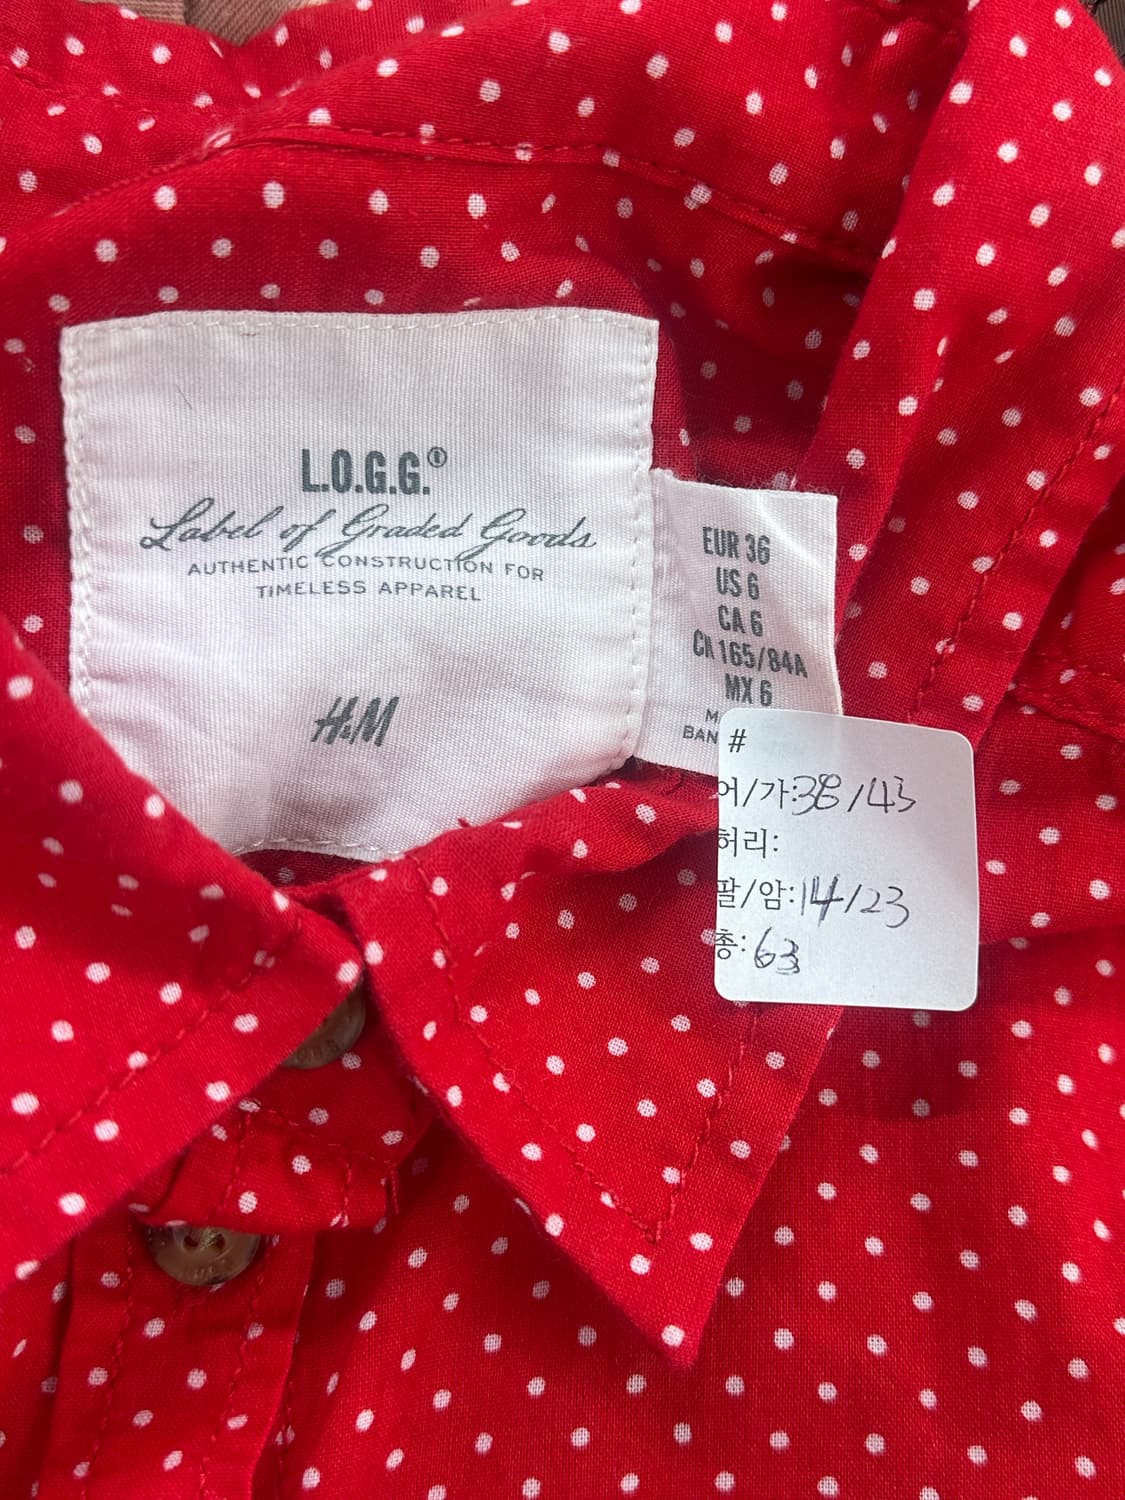 L.O.G.G.®
Label of Graded Goods
AUTHENTIC CONSTRUCTION FOR
TIMELESS APPAREL
H&M
EUR 36
US 6
CA 6
CN 165/84A
MX 6
M
BAN
#
어/가:38/43
허리:
팔/암:14/23
총:63